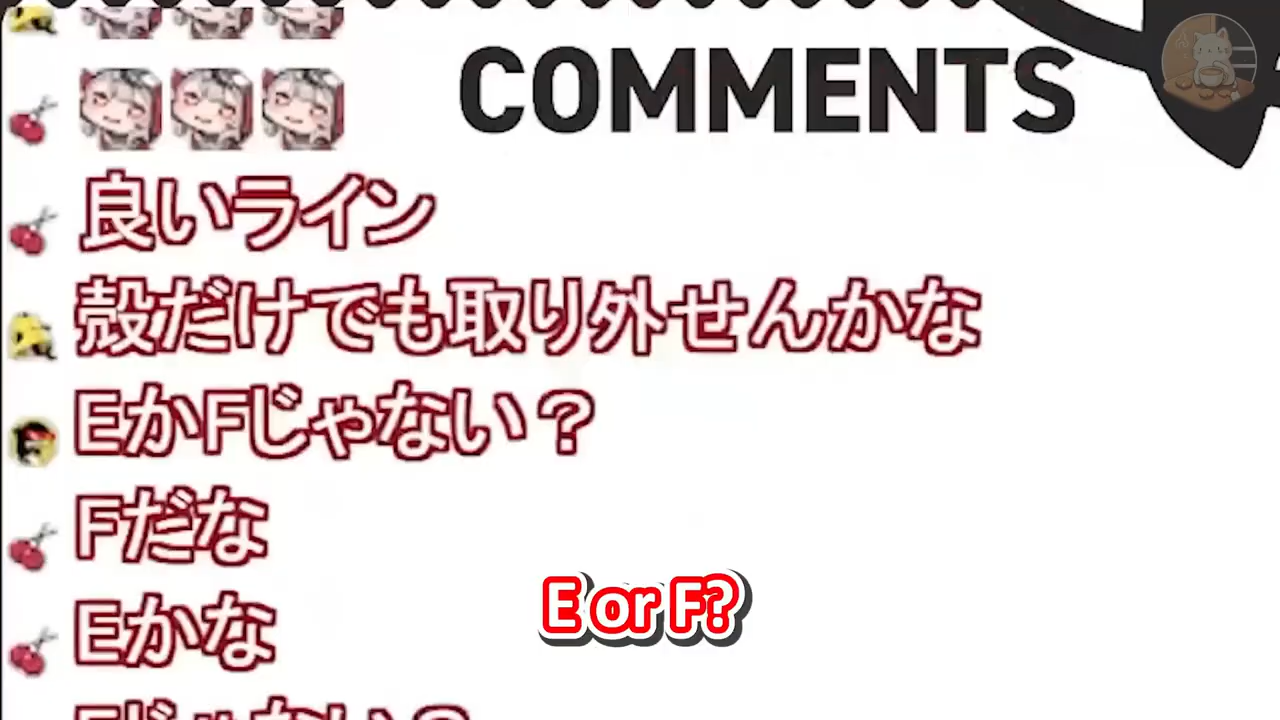 COMMENTS
良いライン
殻だけでも取り外せんかな
EかFじゃない？
Fだな
Eかな
E or F?